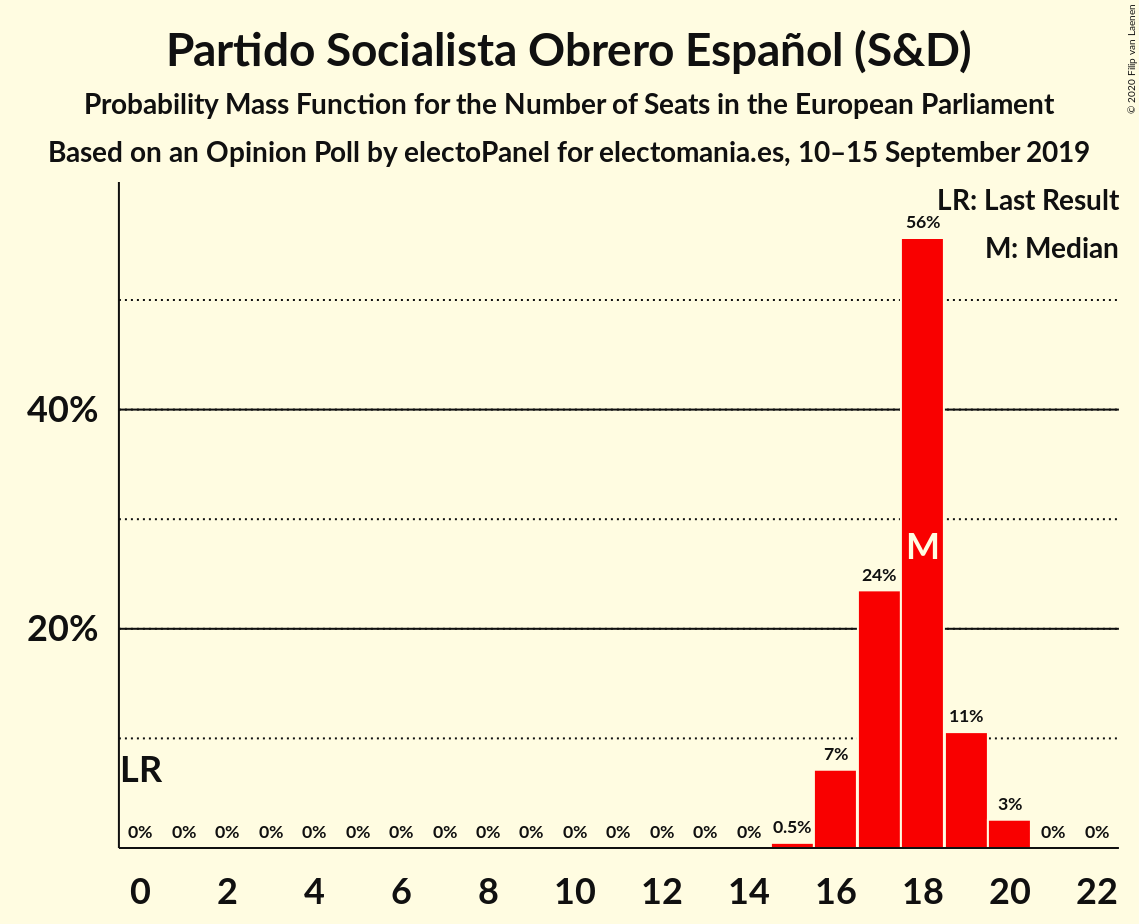 Partido Socialista Obrero Español (S&D)
Probability Mass Function for the Number of Seats in the European Parliament
Based on an Opinion Poll by electoPanel for electomania.es, 10–15 September 2019
© 2020 Filip van Laenen
LR: Last Result
M: Median
56%
40%
M
24%
20%
11%
7%
LR
3%
0% 0% 0% 0% 0% 0% 0% 0% 0% 0% 0% 0% 0% 0% 0% 0.5% 0% 0%
0 2 4 6 8 10 12 14 16 18 20 22